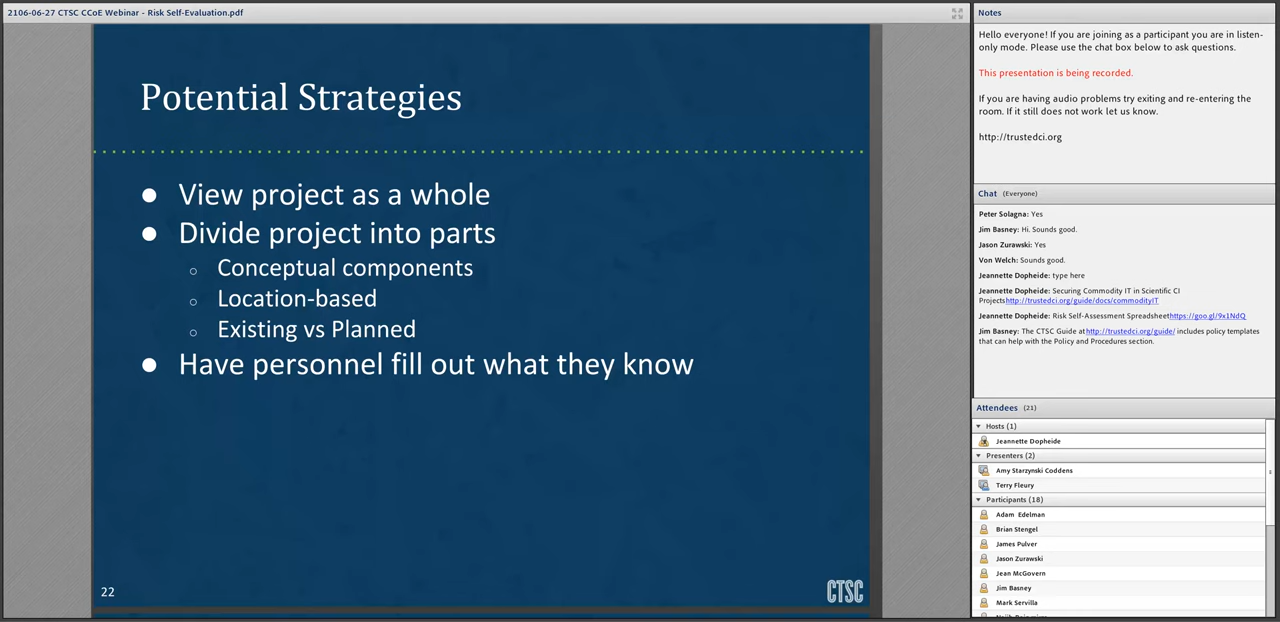 2106-06-27 CTSC CCoE Webinar - Risk Self-Evaluation.pdf
Potential Strategies
● View project as a whole
● Divide project into parts
○ Conceptual components
○ Location-based
○ Existing vs Planned
● Have personnel fill out what they know
22
CTSC
Notes
Hello everyone! If you are joining as a participant you are in listen-
only mode. Please use the chat box below to ask questions.
This presentation is being recorded.
If you are having audio problems try exiting and re-entering the
room. If it still does not work let us know.
http://trustedci.org
Chat (Everyone)
Peter Solagna: Yes
Jim Basney: Hi. Sounds good.
Jason Zurawski: Yes
Von Welch: Sounds good.
Jeannette Dopheide: type here
Jeannette Dopheide: Securing Commodity IT in Scientific CI
Projectshttp://trustedci.org/guide/docs/commodityIT
Jeannette Dopheide: Risk Self-Assessment Spreadsheethttps://goo.gl/9x1NdQ
Jim Basney: The CTSC Guide at http://trustedci.org/guide/ includes policy templates
that can help with the Policy and Procedures section.
Attendees (21)
Hosts (1)
Jeannette Dopheide
Presenters (2)
Amy Starzynski Coddens
Terry Fleury
Participants (18)
Adam Edelman
Brian Stengel
James Pulver
Jason Zurawski
Jean McGovern
Jim Basney
Mark Servilla